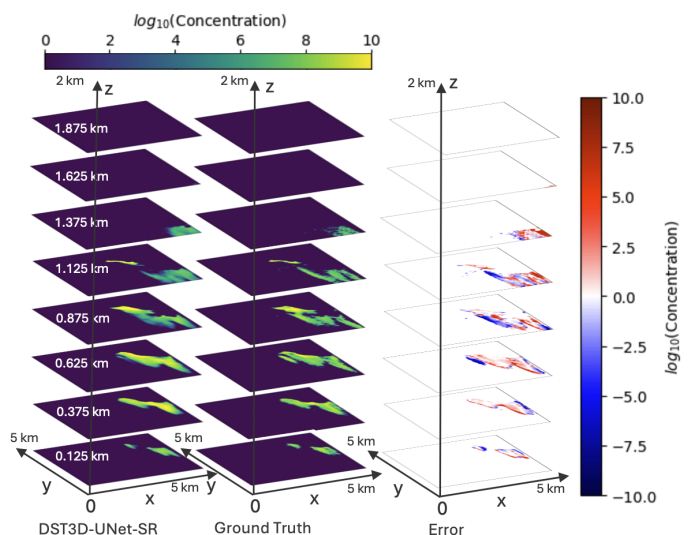 log10(Concentration)
0 2 4 6 8 10
2 km z 2 km z 2 km z
10.0
1.875 km
7.5
1.625 km
5.0
1.375 km
2.5
1.125 km
0.0
0.875 km
-2.5
0.625 km
-5.0
0.375 km
-7.5
0.125 km
-10.0
log10(Concentration)
5 km 5 km 5 km
y x 5 km y x 5 km y x 5 km
0 0 0
DST3D-UNet-SR Ground Truth Error